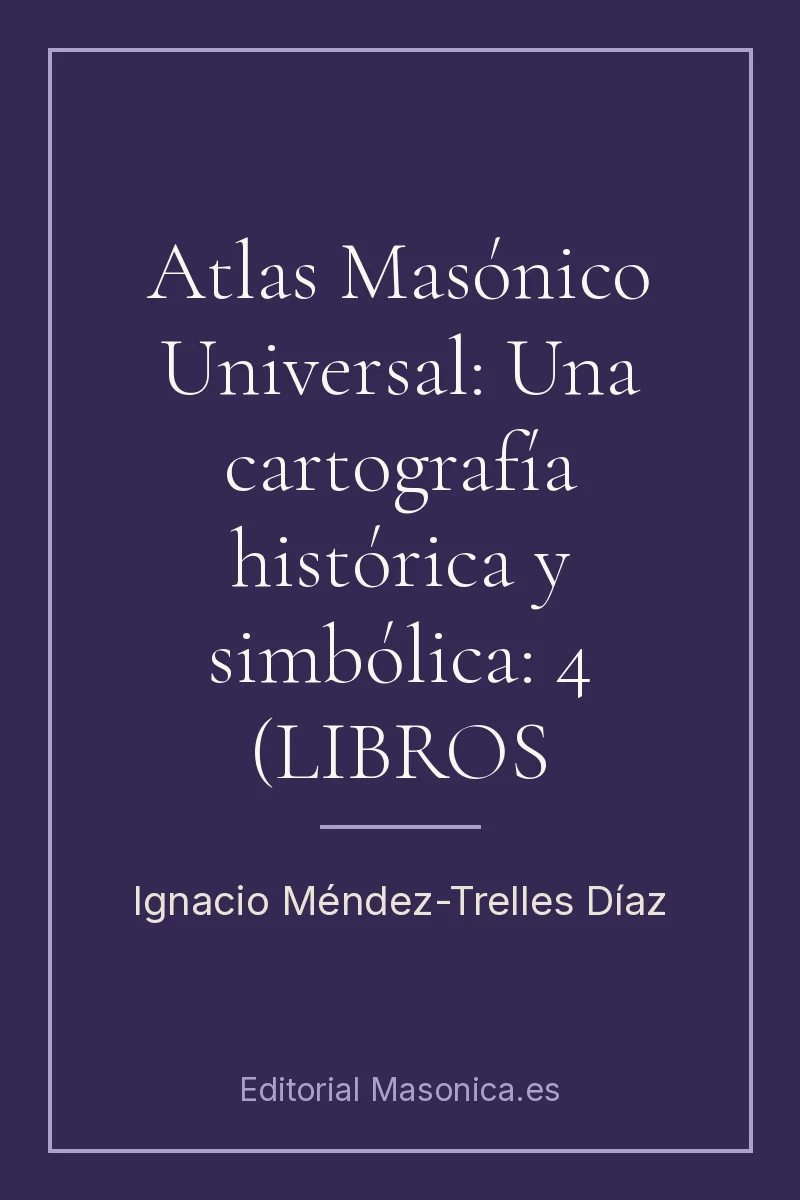 Atlas Masónico
Universal: Una
cartografía
histórica y
simbólica: 4
(LIBROS
Ignacio Méndez-Trelles Díaz
Editorial Masonica.es